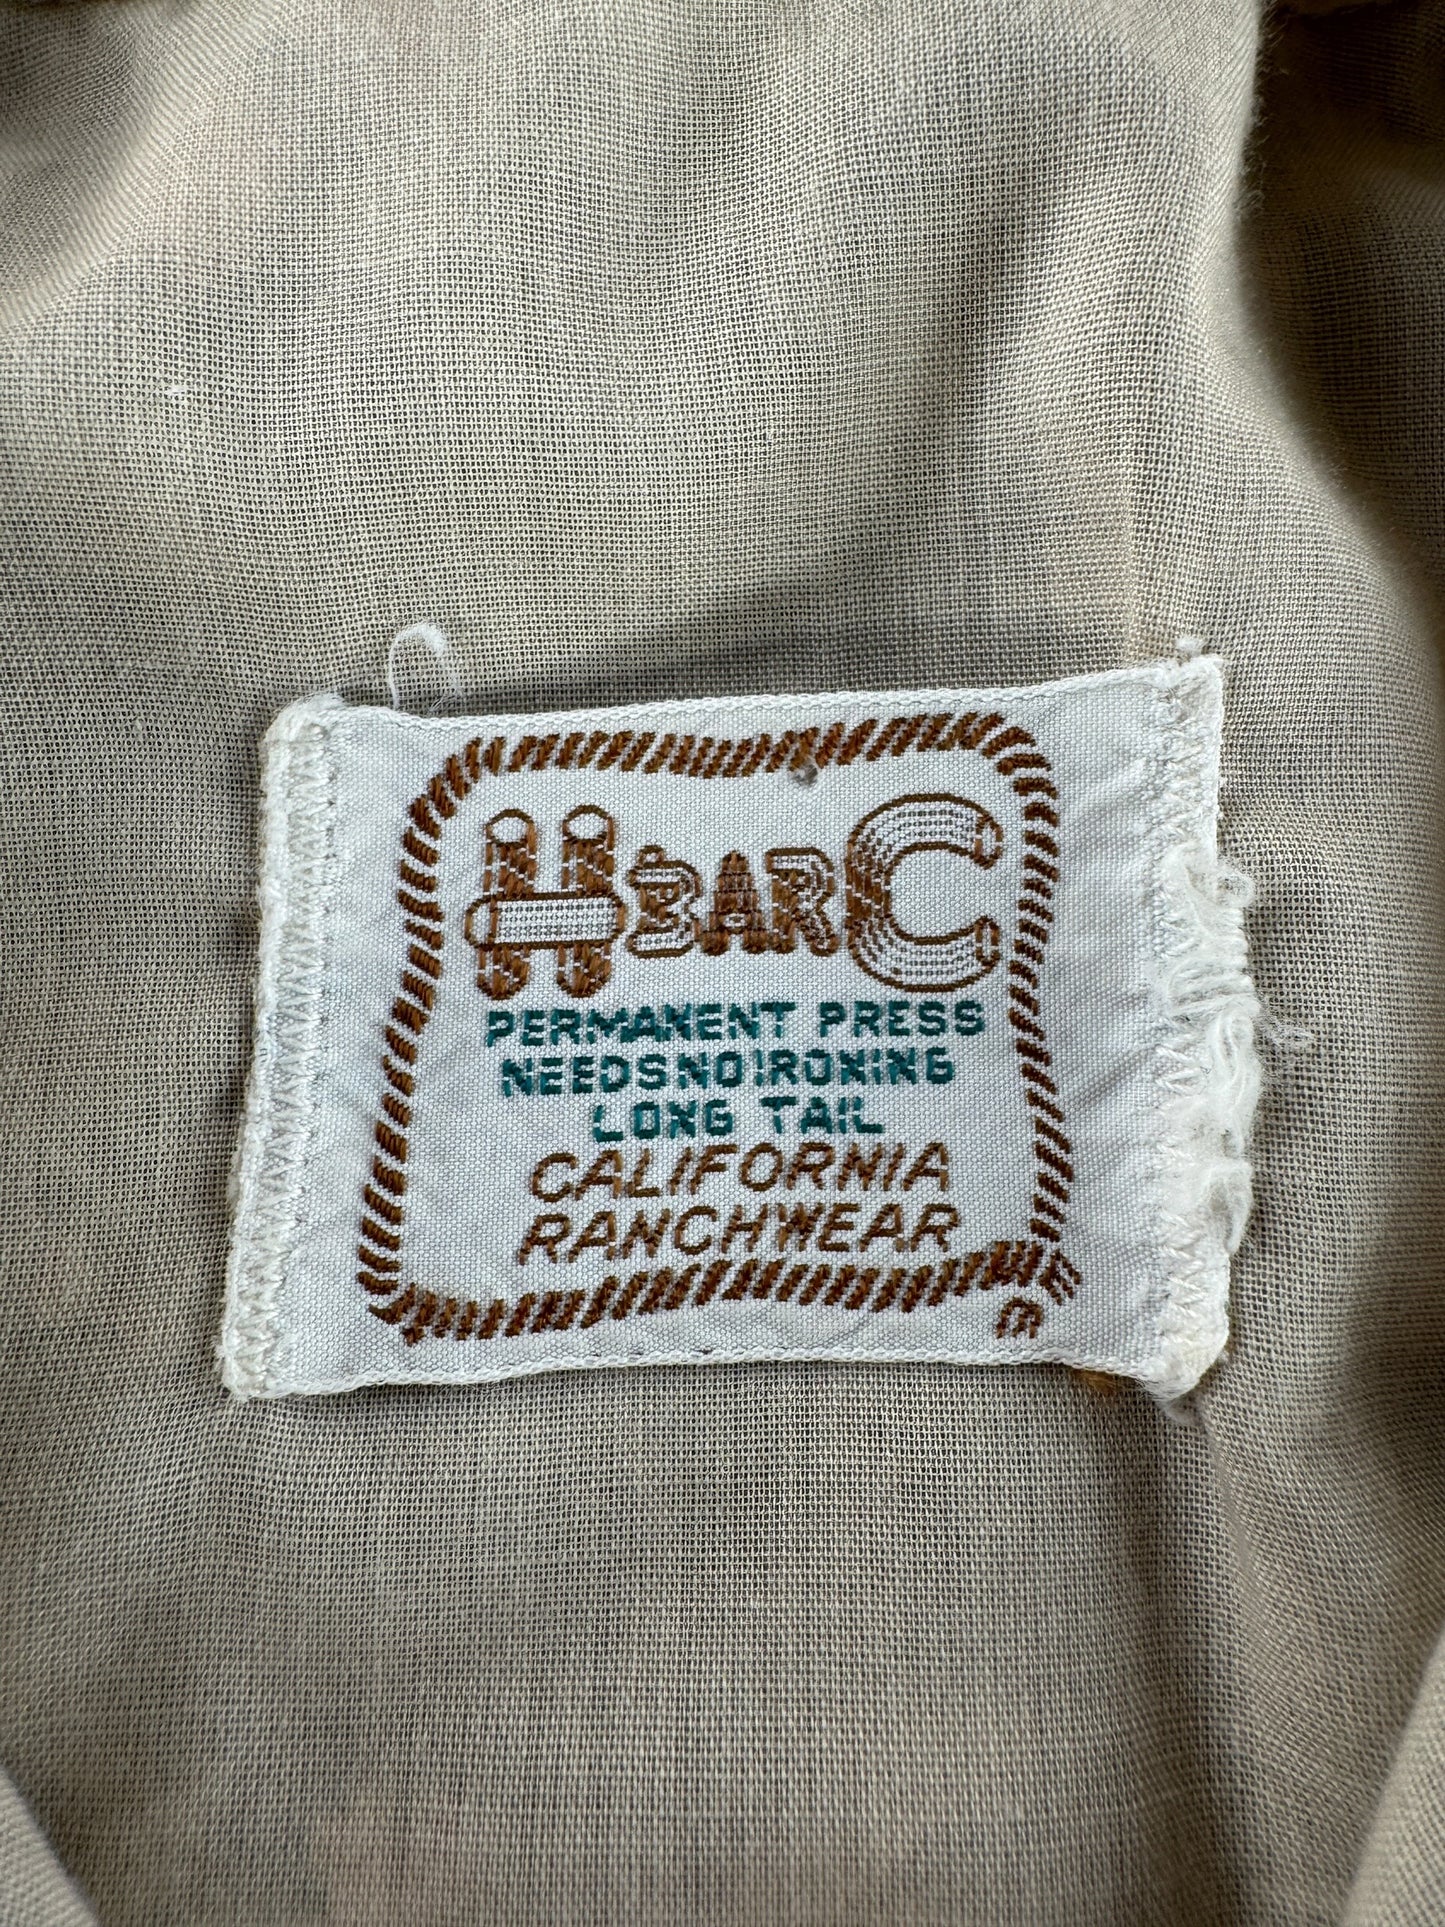 H BAR C
PERMANENT PRESS
NEEDS NO IRONING
LONG TAIL
CALIFORNIA
RANCHWEAR